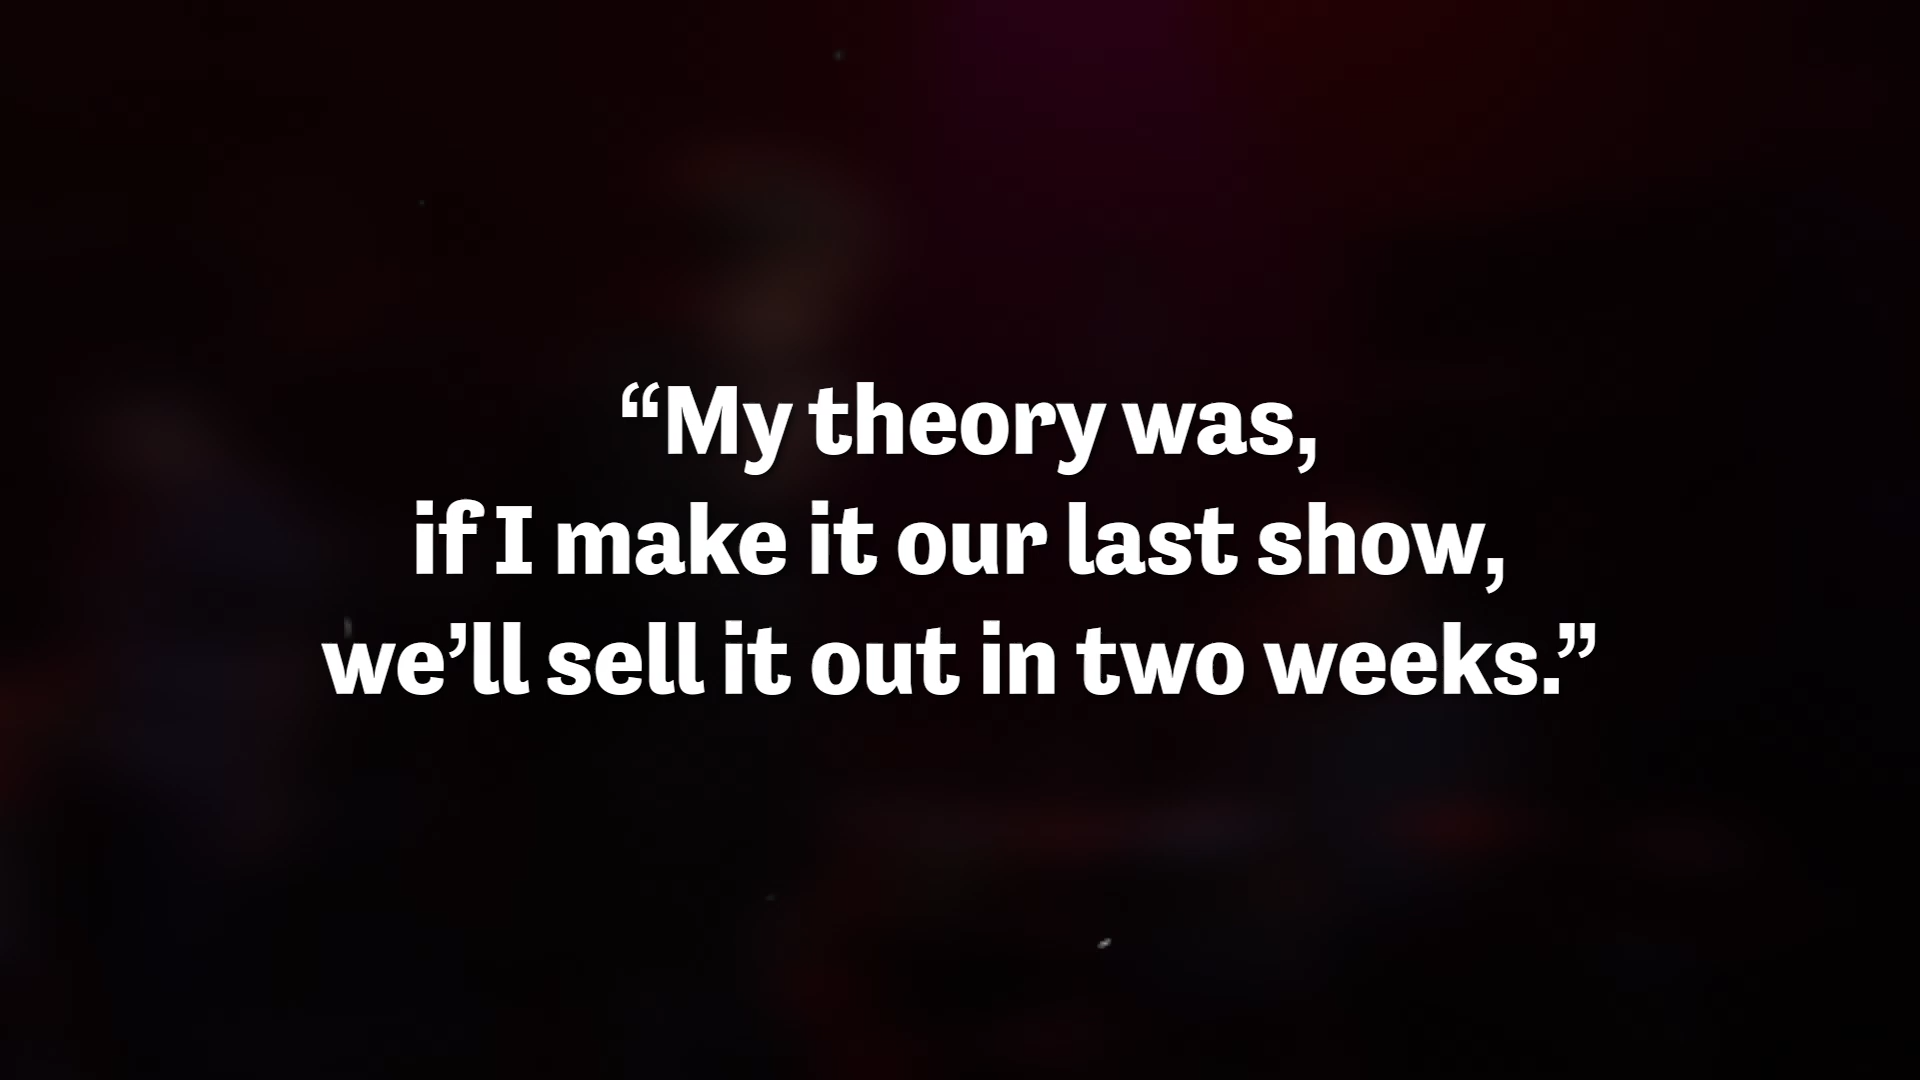 “My theory was,
if I make it our last show,
we’ll sell it out in two weeks.”